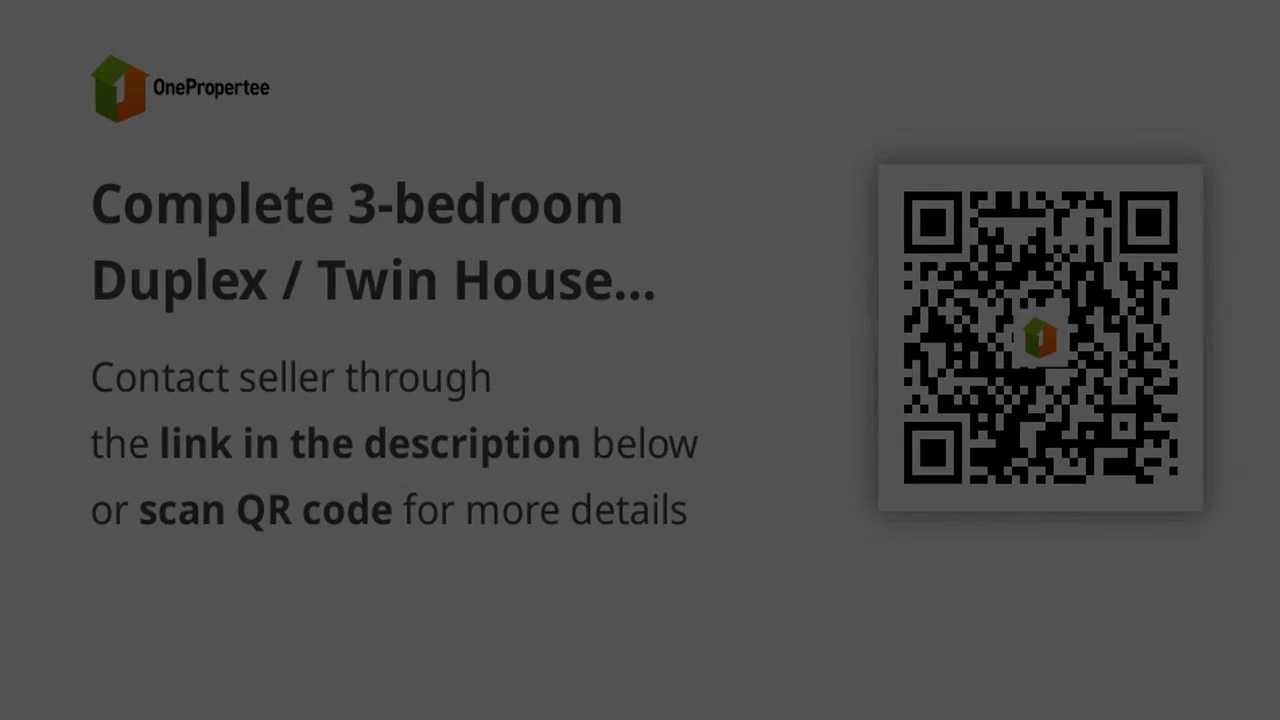 OnePropertee
Complete 3-bedroom
Duplex / Twin House...
Contact seller through
the link in the description below
or scan QR code for more details